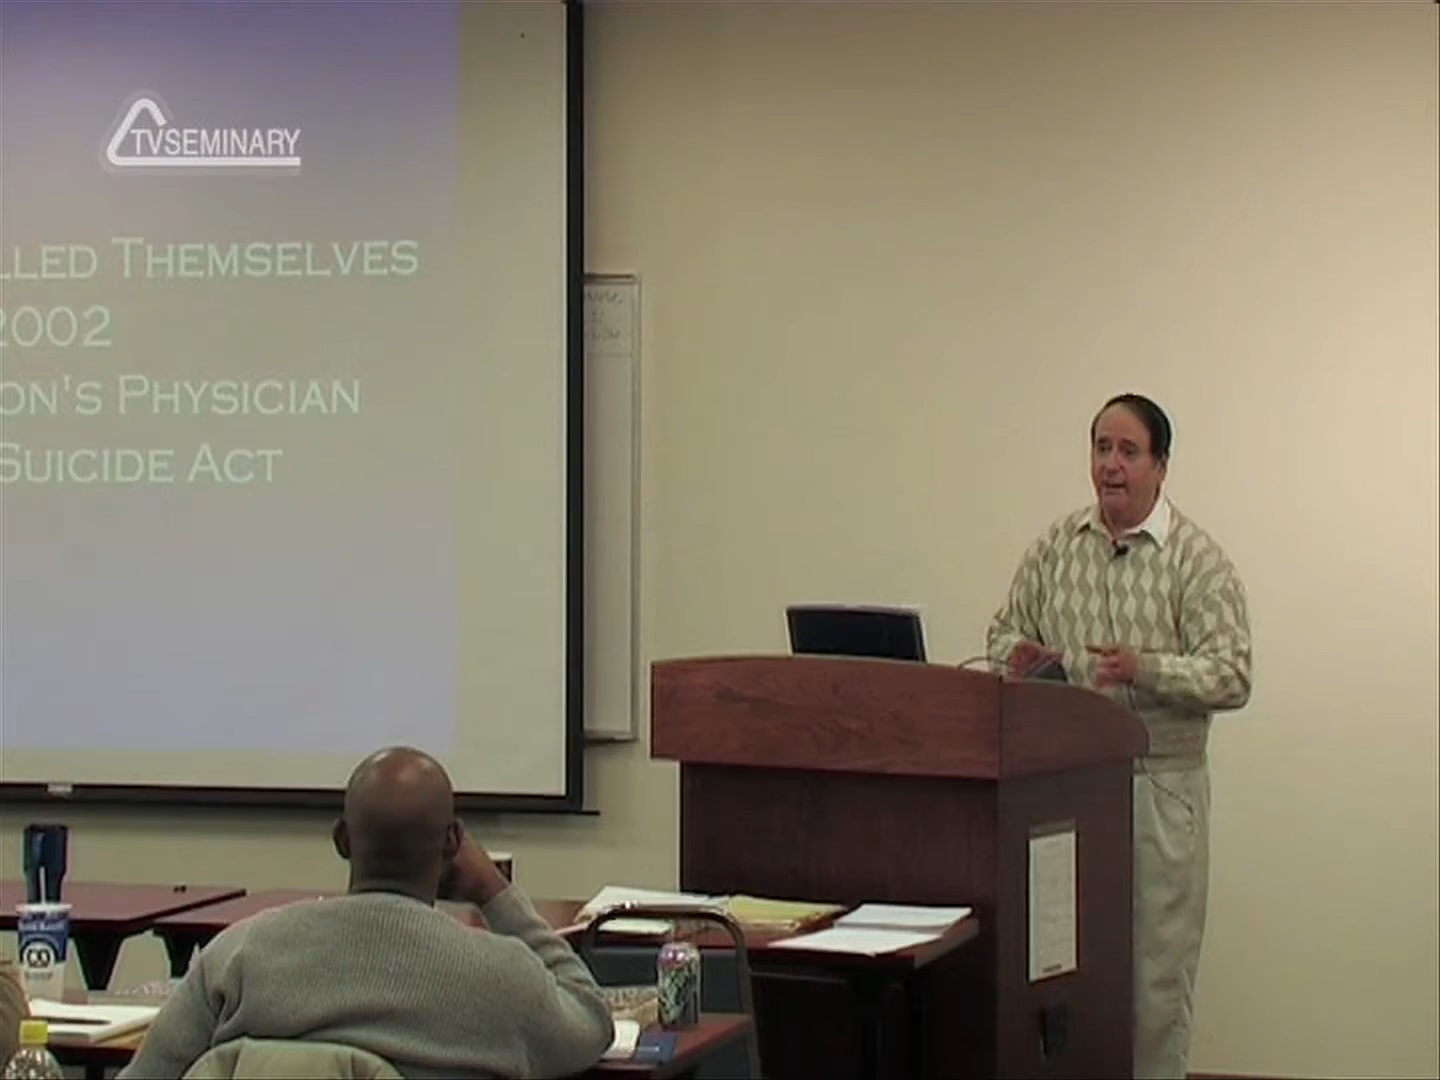 TVSEMINARY
LLED THEMSELVES
2002
ON'S PHYSICIAN
SUICIDE ACT